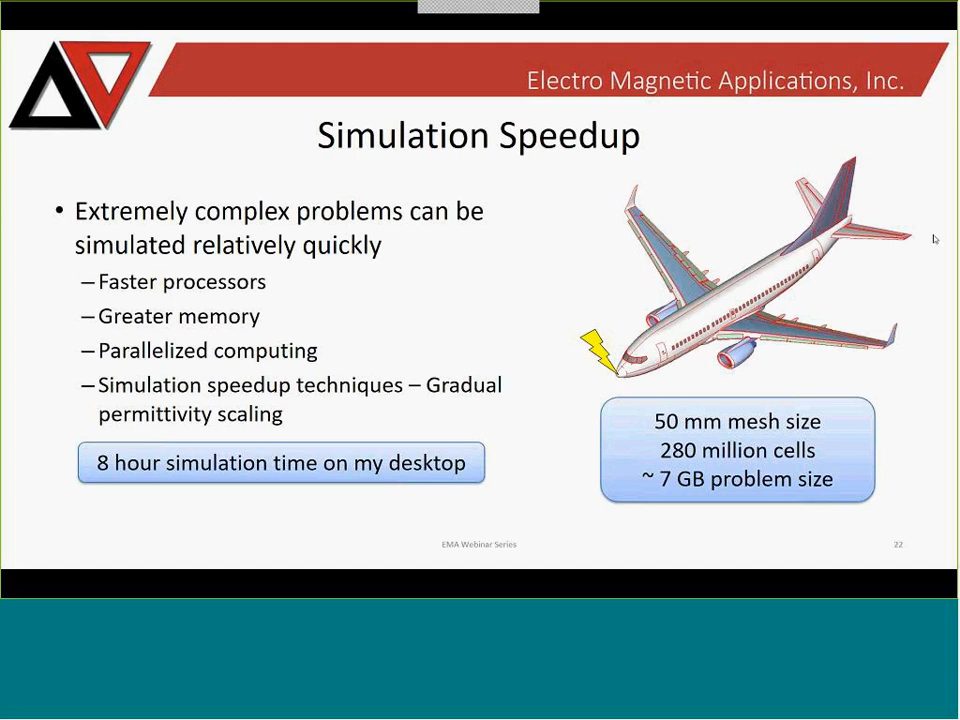 Electro Magnetic Applications, Inc.
Simulation Speedup
• Extremely complex problems can be
simulated relatively quickly
– Faster processors
– Greater memory
– Parallelized computing
– Simulation speedup techniques – Gradual
permittivity scaling
8 hour simulation time on my desktop
50 mm mesh size
280 million cells
~ 7 GB problem size
EMA Webinar Series
22